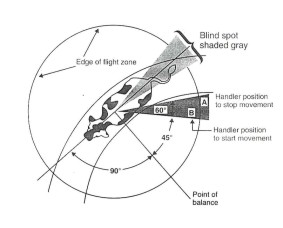 Blind spot
shaded gray
Edge of flight zone
Handler position
to stop movement
A
60°
B
Handler position
to start movement
45°
90°
Point of
balance